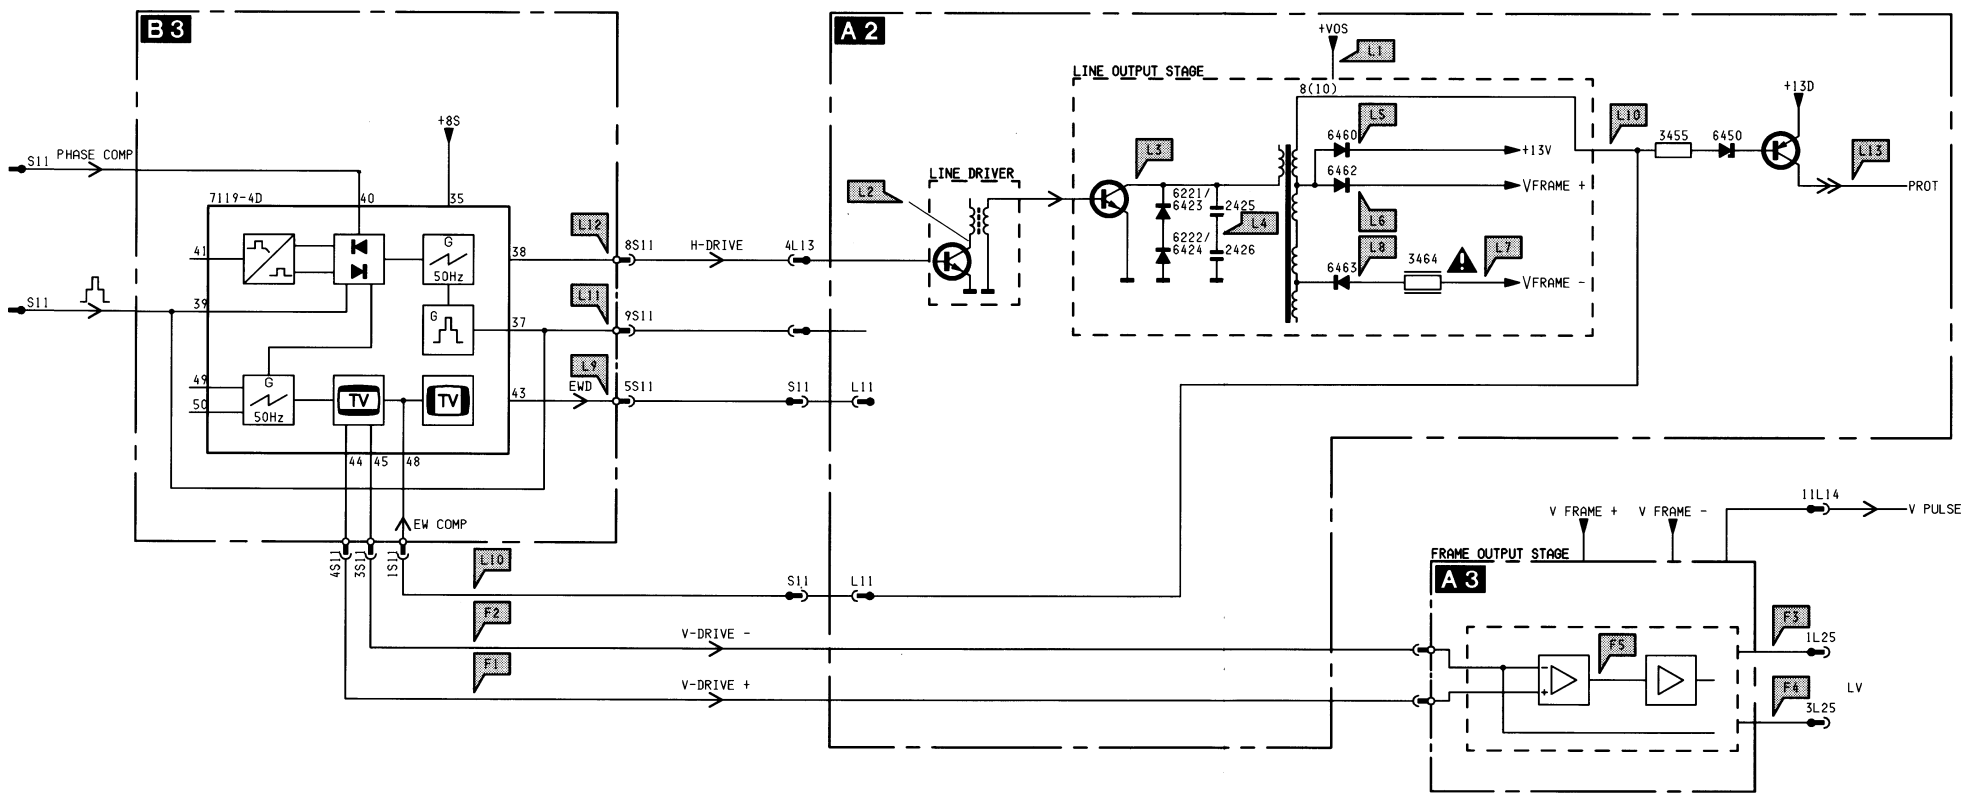 B 3
A 2
+VOS
L1
LINE OUTPUT STAGE
8(10)
+13D
+8S
L5
L10
S11 PHASE COMP
6460
3455
6450
+13V
L3
L13
LINE DRIVER
6462
VFRAME +
PROT
L2
7119-4D
40
35
6221/
6423
2425
L12
L4
L6
41
G
50Hz
38
8S11
H-DRIVE
4L13
6222/
6424
2426
L8
6463
3464
L7
VFRAME -
L11
S11
39
G
37
9S11
L9
49
50
G
50Hz
TV
TV
43
EWD
5S11
S11
L11
44
45
48
11L14
V PULSE
EW COMP
V FRAME +
V FRAME -
4S11
3S11
1S11
L10
FRAME OUTPUT STAGE
A 3
S11
L11
F2
V-DRIVE -
F3
1L25
F5
F1
V-DRIVE +
-
+
F4
LV
3L25